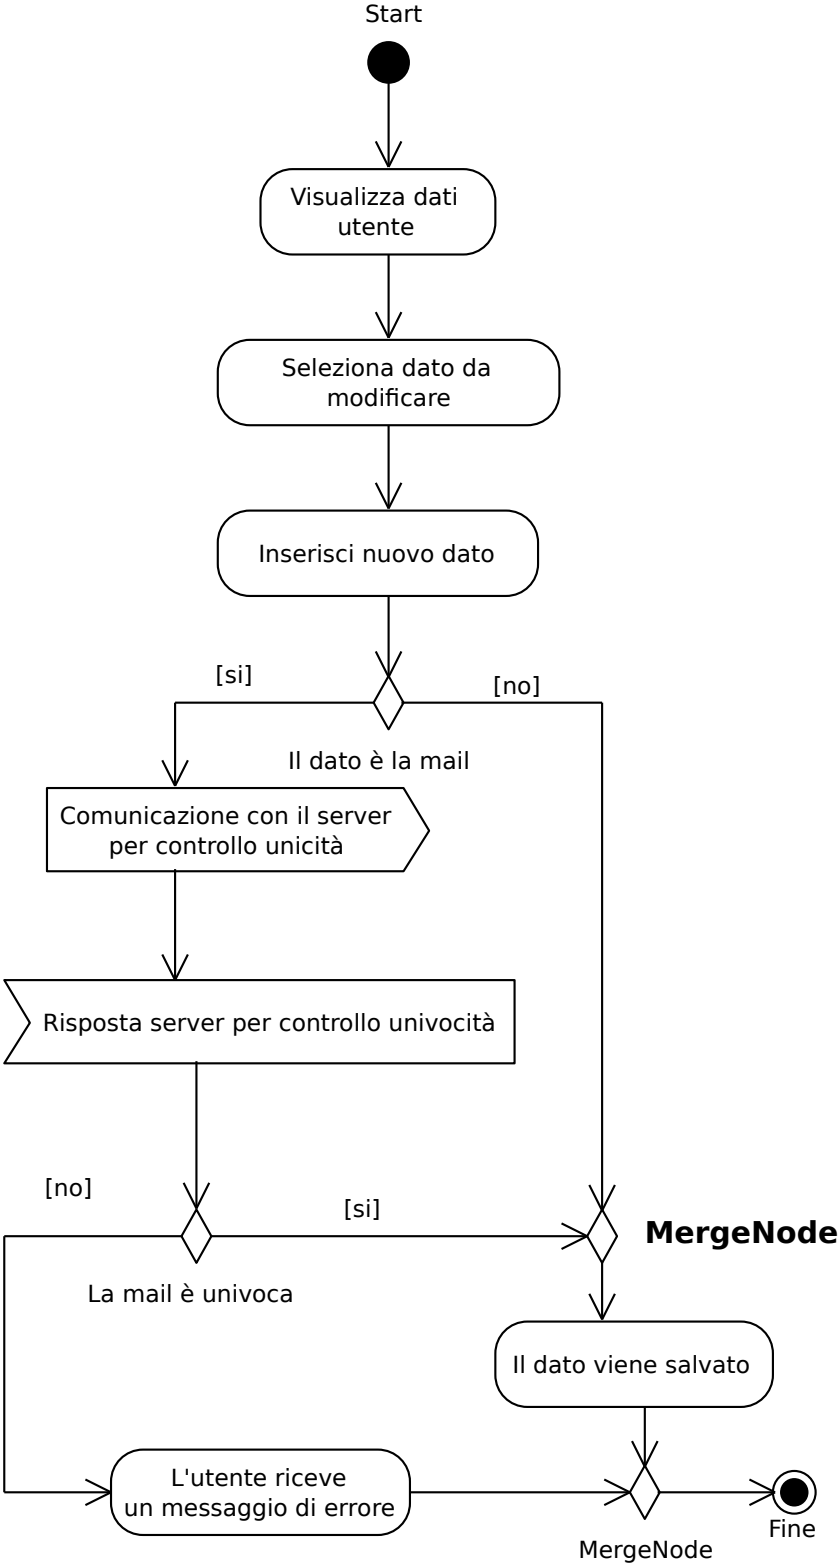 Start
Visualizza dati
utente
Seleziona dato da
modificare
Inserisci nuovo dato
[si]
[no]
Il dato è la mail
Comunicazione con il server
per controllo unicità
Risposta server per controllo univocità
[no]
[si]
MergeNode
La mail è univoca
Il dato viene salvato
L'utente riceve
un messaggio di errore
Fine
MergeNode